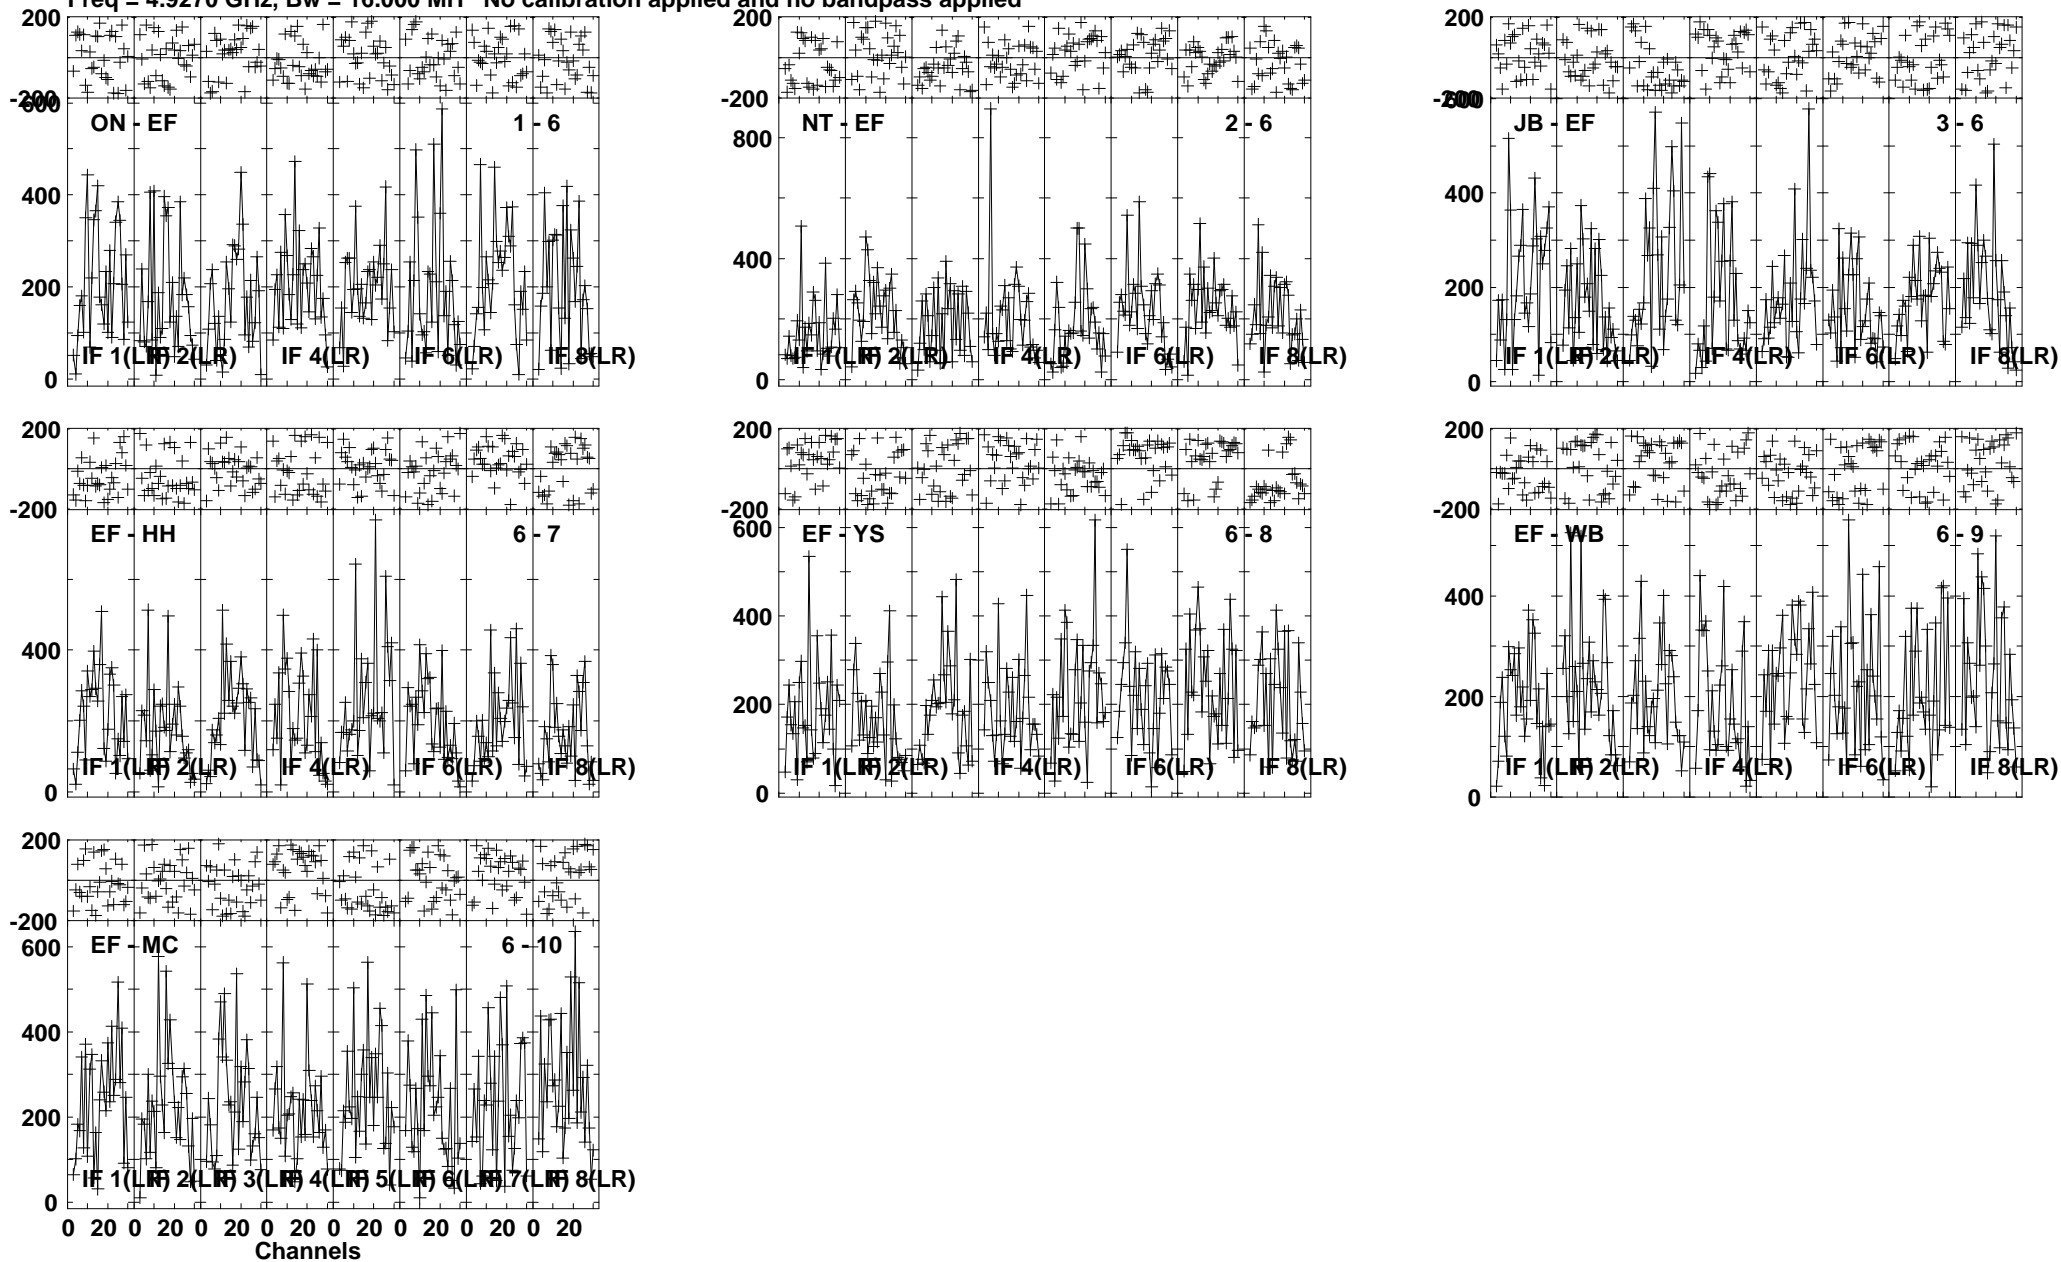 Freq = 4.9270 GHz, Bw = 16.000 MH No calibration applied and no bandpass applied
200
-200
600
ON - EF
1 - 6
400
200
0
IF 1(LR)
IF 2(LR)
IF 4(LR)
IF 6(LR)
IF 8(LR)
200
-200
NT - EF
2 - 6
800
400
0
IF 1(LR)
IF 2(LR)
IF 4(LR)
IF 6(LR)
IF 8(LR)
200
-200
600
JB - EF
3 - 6
400
200
0
IF 1(LR)
IF 2(LR)
IF 4(LR)
IF 6(LR)
IF 8(LR)
200
-200
EF - HH
6 - 7
400
0
IF 1(LR)
IF 2(LR)
IF 4(LR)
IF 6(LR)
IF 8(LR)
200
-200
600
EF - YS
6 - 8
400
200
0
IF 1(LR)
IF 2(LR)
IF 4(LR)
IF 6(LR)
IF 8(LR)
200
-200
EF - WB
6 - 9
400
200
0
IF 1(LR)
IF 2(LR)
IF 4(LR)
IF 6(LR)
IF 8(LR)
200
-200
600
EF - MC
6 - 10
400
200
0
IF 1(LR)
IF 2(LR)
IF 3(LR)
IF 4(LR)
IF 5(LR)
IF 6(LR)
IF 7(LR)
IF 8(LR)
0 20 0 20 0 20 0 20 0 20 0 20 0 20 0 20
Channels